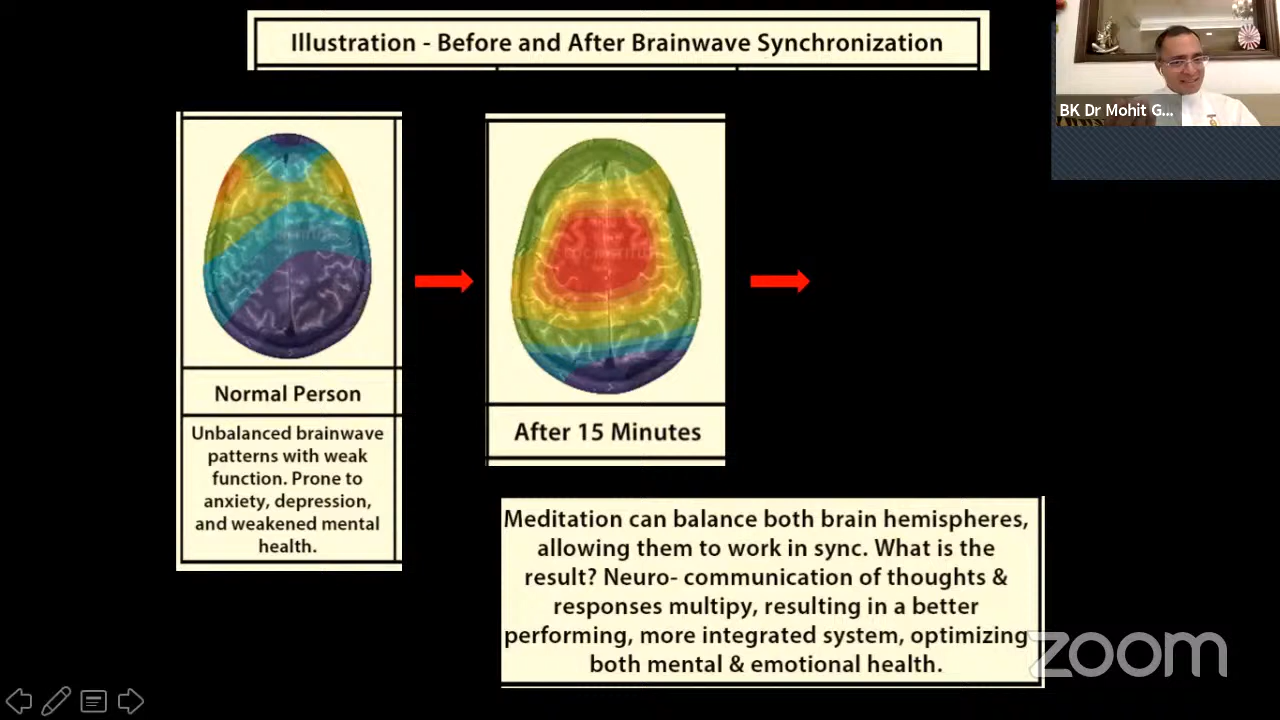 Illustration - Before and After Brainwave Synchronization
BK Dr Mohit G...
Normal Person
Unbalanced brainwave
patterns with weak
function. Prone to
anxiety, depression,
and weakened mental
health.
After 15 Minutes
Meditation can balance both brain hemispheres,
allowing them to work in sync. What is the
result? Neuro- communication of thoughts &
responses multipy, resulting in a better
performing, more integrated system, optimizing
both mental & emotional health.
zoom